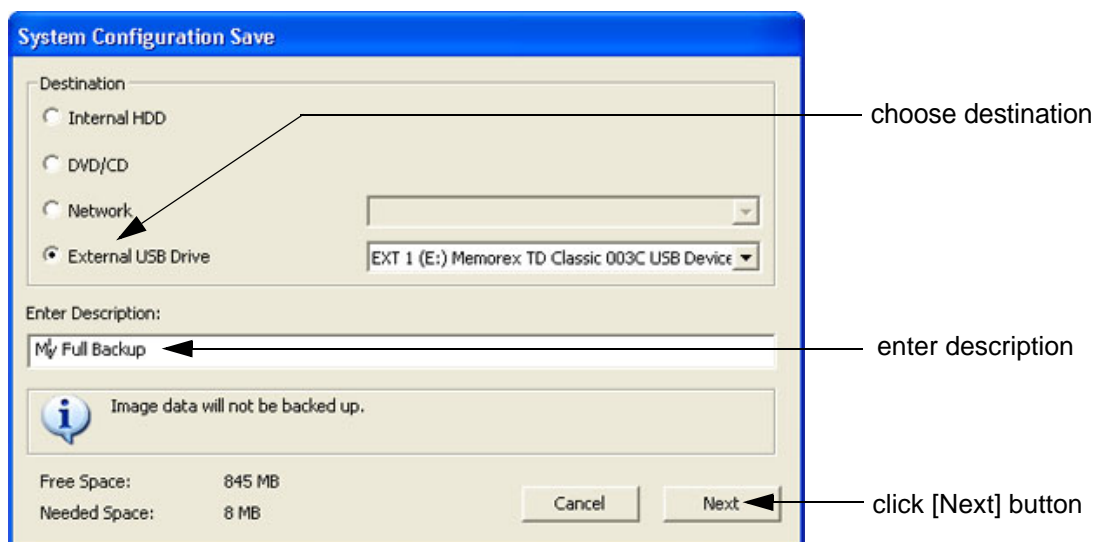 System Configuration Save
Destination
Internal HDD
choose destination
DVD/CD
Network
External USB Drive
EXT 1 (E:) Memorex TD Classic 003C USB Device
Enter Description:
My Full Backup
enter description
Image data will not be backed up.
Free Space: 845 MB
Needed Space: 8 MB
Cancel
Next
click [Next] button